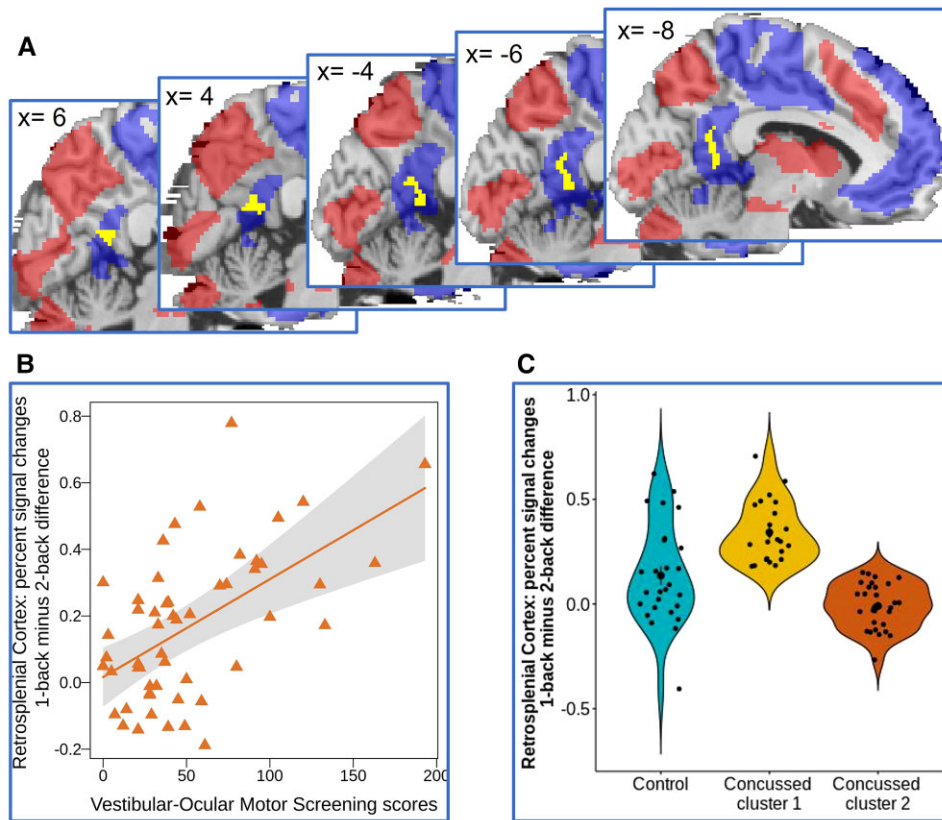 A
x= 6
x= 4
x= -4
x= -6
x= -8
B
Retrosplenial Cortex: percent signal changes
1-back minus 2-back difference
0.8
0.6
0.4
0.2
0.0
-0.2
0
50
100
150
200
Vestibular-Ocular Motor Screening scores
C
Retrosplenial Cortex: percent signal changes
1-back minus 2-back difference
1.0
0.5
0.0
-0.5
Control
Concussed
cluster 1
Concussed
cluster 2